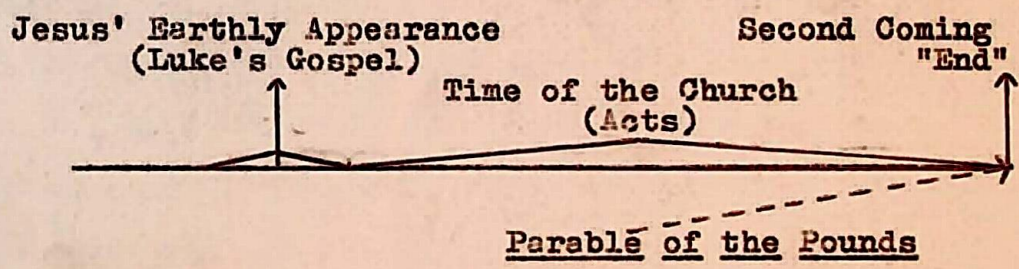 Jesus' Earthly Appearance
(Luke's Gospel)
Second Coming
"End"
Time of the Church
(Acts)
Parable of the Pounds